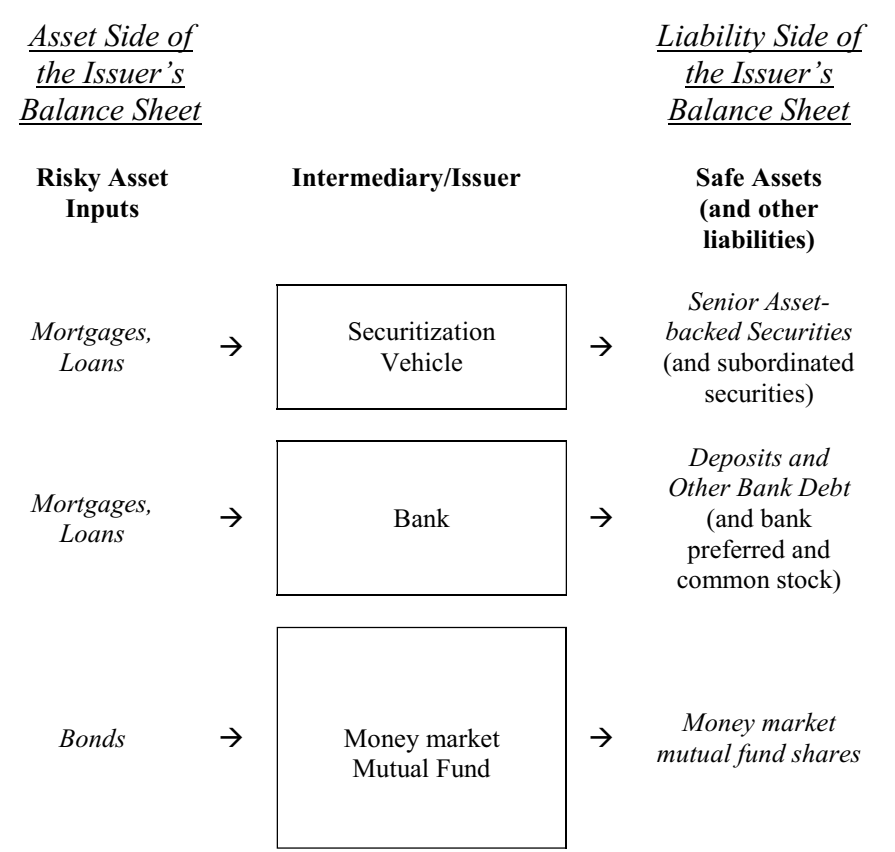 Asset Side of
the Issuer’s
Balance Sheet
Liability Side of
the Issuer’s
Balance Sheet
Risky Asset
Inputs
Intermediary/Issuer
Safe Assets
(and other
liabilities)
Mortgages,
Loans
→
Securitization
Vehicle
→
Senior Asset-
backed Securities
(and subordinated
securities)
Mortgages,
Loans
→
Bank
→
Deposits and
Other Bank Debt
(and bank
preferred and
common stock)
Bonds
→
Money market
Mutual Fund
→
Money market
mutual fund shares